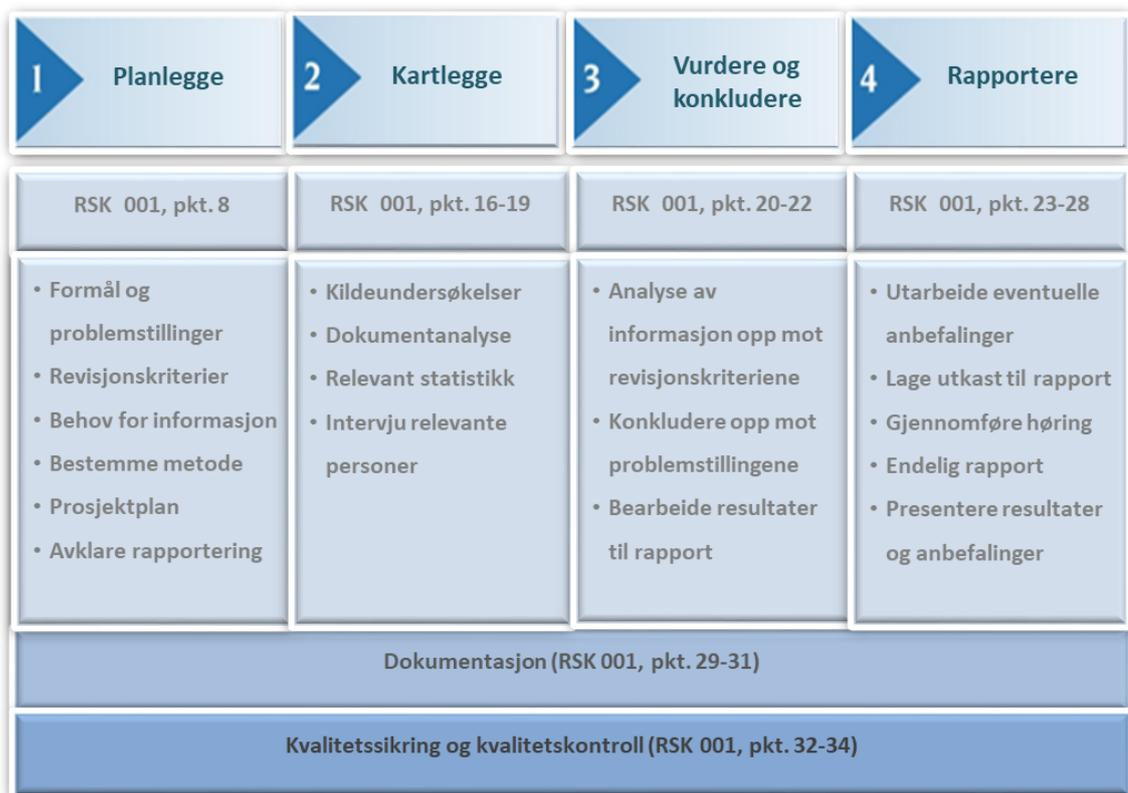 1
Planlegge
2
Kartlegge
3
Vurdere og
konkludere
4
Rapportere
RSK 001, pkt. 8
RSK 001, pkt. 16-19
RSK 001, pkt. 20-22
RSK 001, pkt. 23-28
• Formål og
problemstillinger
• Revisjonskriterier
• Behov for informasjon
• Bestemme metode
• Prosjektplan
• Avklare rapportering
• Kildeundersøkelser
• Dokumentanalyse
• Relevant statistikk
• Intervju relevante
personer
• Analyse av
informasjon opp mot
revisjonskriteriene
• Konkludere opp mot
problemstillingene
• Bearbeide resultater
til rapport
• Utarbeide eventuelle
anbefalinger
• Lage utkast til rapport
• Gjennomføre høring
• Endelig rapport
• Presentere resultater
og anbefalinger
Dokumentasjon (RSK 001, pkt. 29-31)
Kvalitetssikring og kvalitetskontroll (RSK 001, pkt. 32-34)